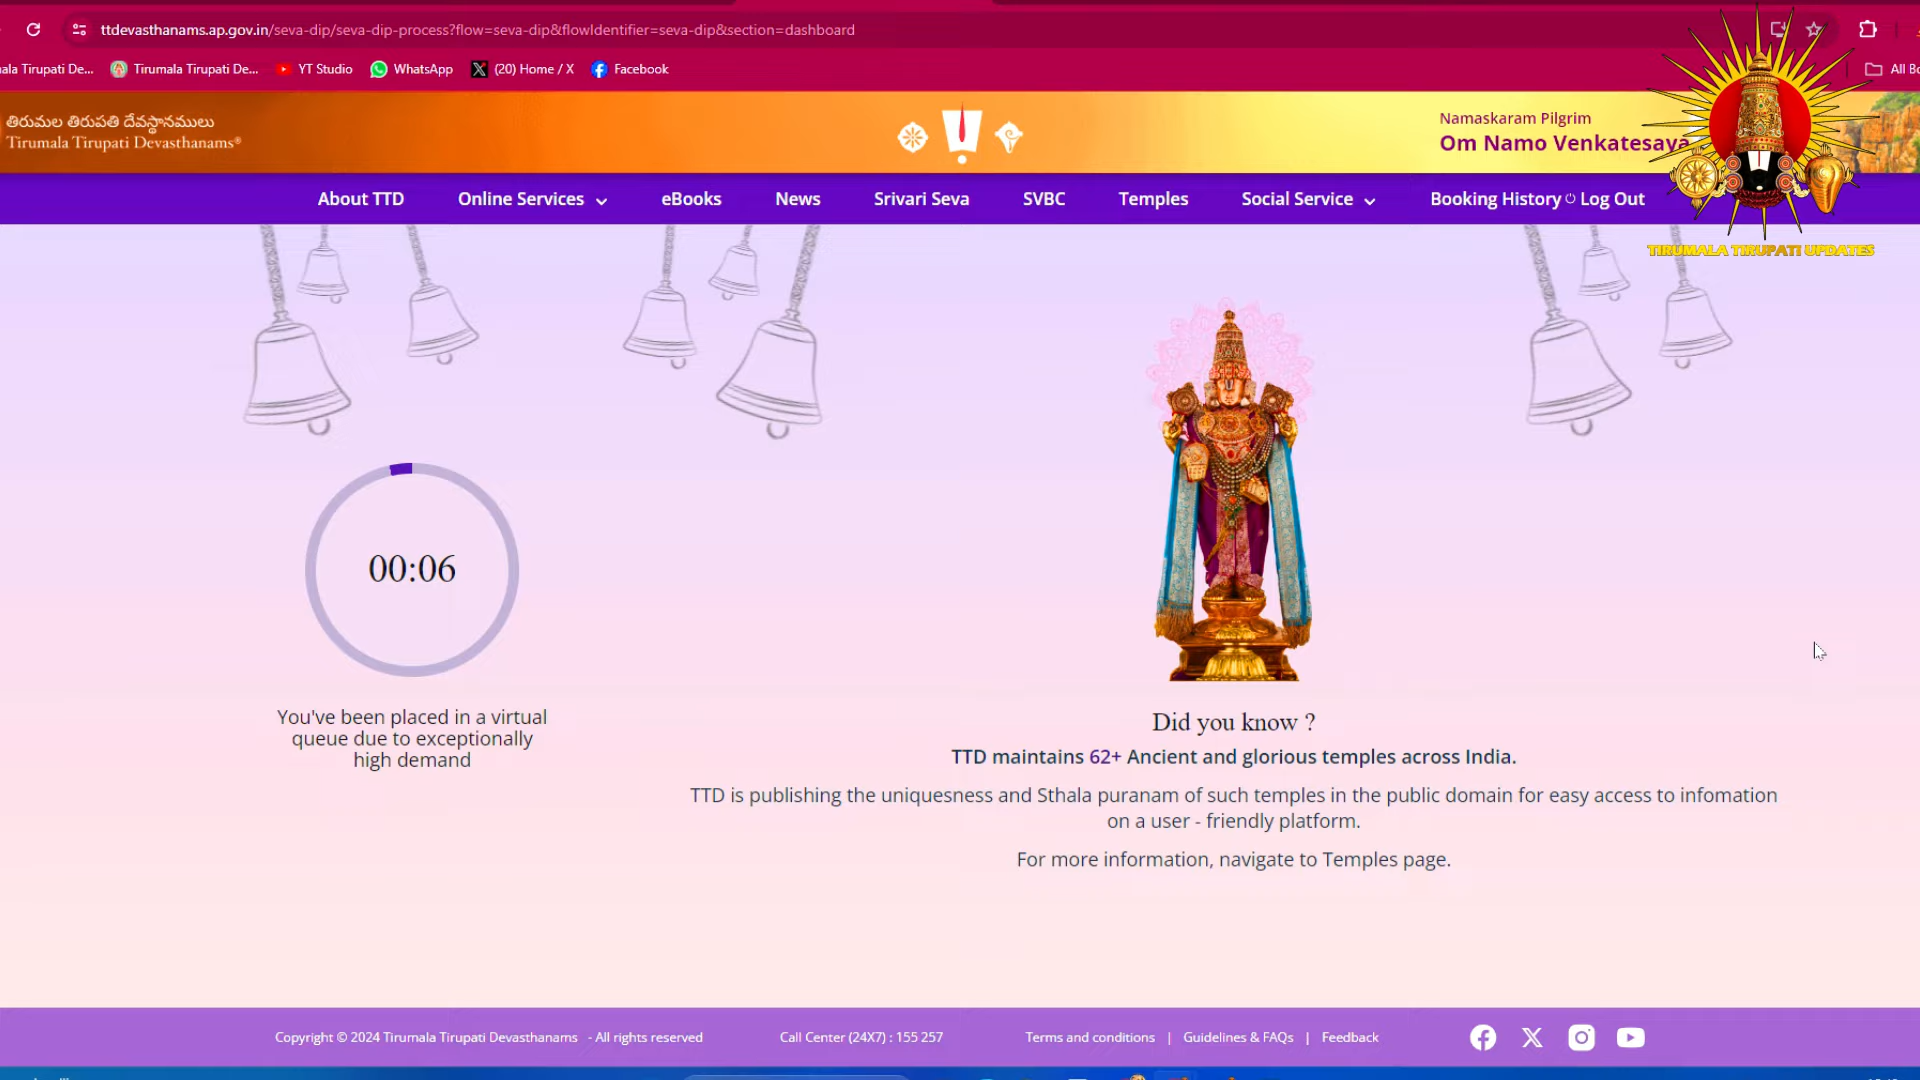 ttdevasthanams.ap.gov.in/seva-dip/seva-dip-process?flow=seva-dip&flowIdentifier=seva-dip&section=dashboard
ala Tirupati De... Tirumala Tirupati De... YT Studio WhatsApp (20) Home / X Facebook All Bo
తిరుమల తిరుపతి దేవస్థానములు
Tirumala Tirupati Devasthanams®
Namaskaram Pilgrim
Om Namo Venkatesaya
About TTD Online Services eBooks News Srivari Seva SVBC Temples Social Service Booking History Log Out
TIRUMALA TIRUPATI UPDATES
00:06
You've been placed in a virtual
queue due to exceptionally
high demand
Did you know ?
TTD maintains 62+ Ancient and glorious temples across India.
TTD is publishing the uniquesness and Sthala puranam of such temples in the public domain for easy access to infomation
on a user - friendly platform.
For more information, navigate to Temples page.
Copyright © 2024 Tirumala Tirupati Devasthanams - All rights reserved Call Center (24X7) : 155 257 Terms and conditions | Guidelines & FAQs | Feedback